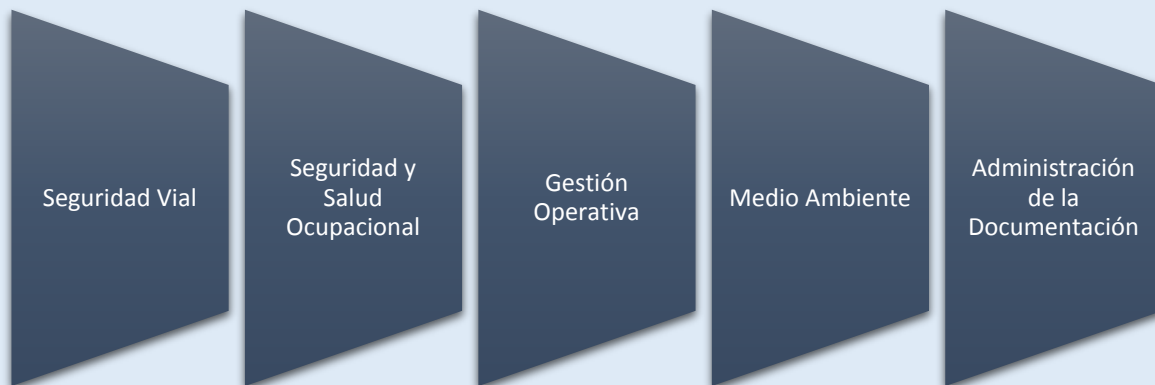 Seguridad Vial
Seguridad y
Salud
Ocupacional
Gestión
Operativa
Medio Ambiente
Administración
de la
Documentación